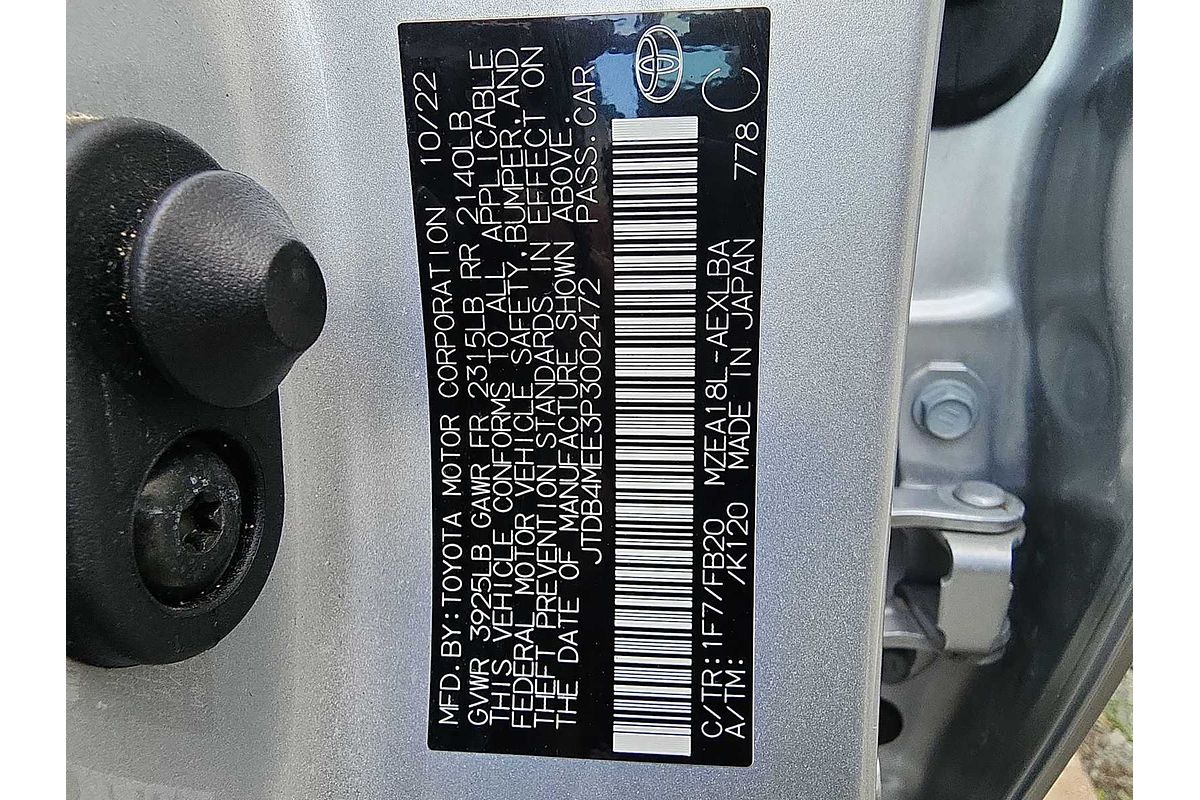 MFD.BY:TOYOTA MOTOR CORPORATION 10/22
GVWR 3925LB GAWR FR 2315LB RR 2140LB
THIS VEHICLE CONFORMS TO ALL APPLICABLE
FEDERAL MOTOR VEHICLE SAFETY, BUMPER, AND
THEFT PREVENTION STANDARDS IN EFFECT ON
THE DATE OF MANUFACTURE SHOWN ABOVE.
JTDB4MEE3P3002472 PASS.CAR
C/TR:1F7/FB20 MZEA18L-AEXLBA 778 C
A/TM: /K120 MADE IN JAPAN